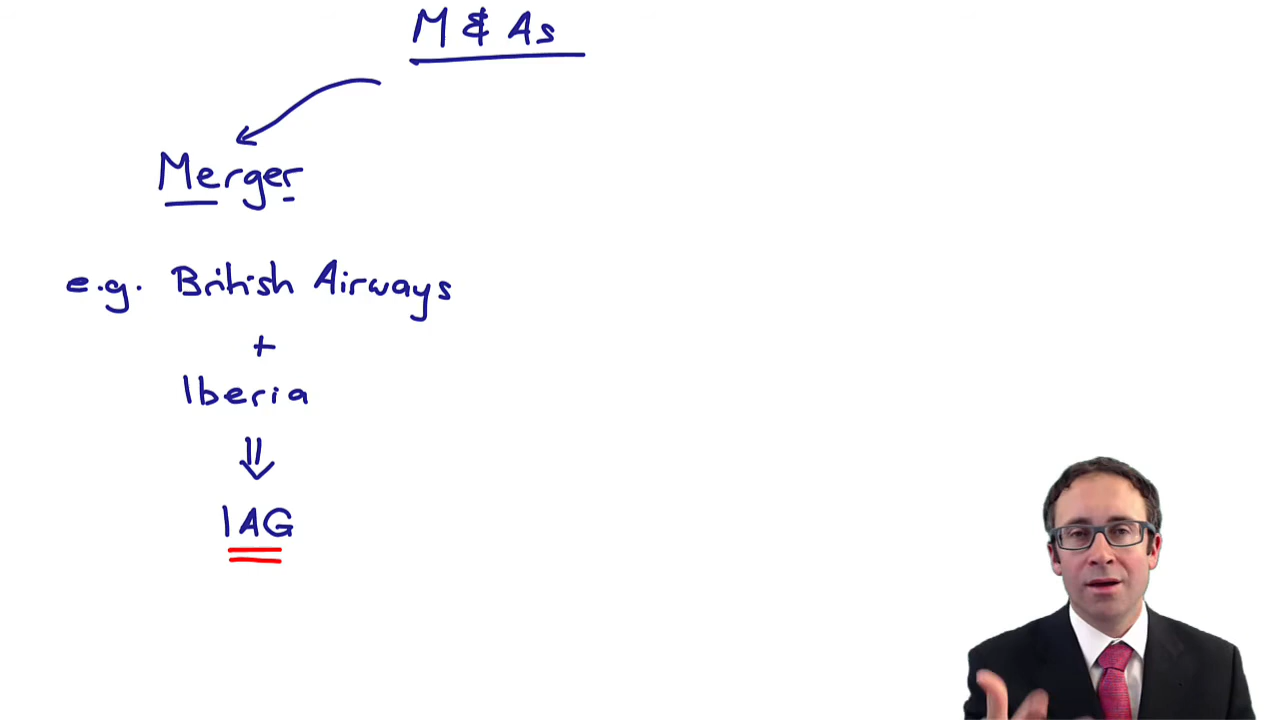 M & As
Merger
e.g. British Airways
+
Iberia
⇓
IAG